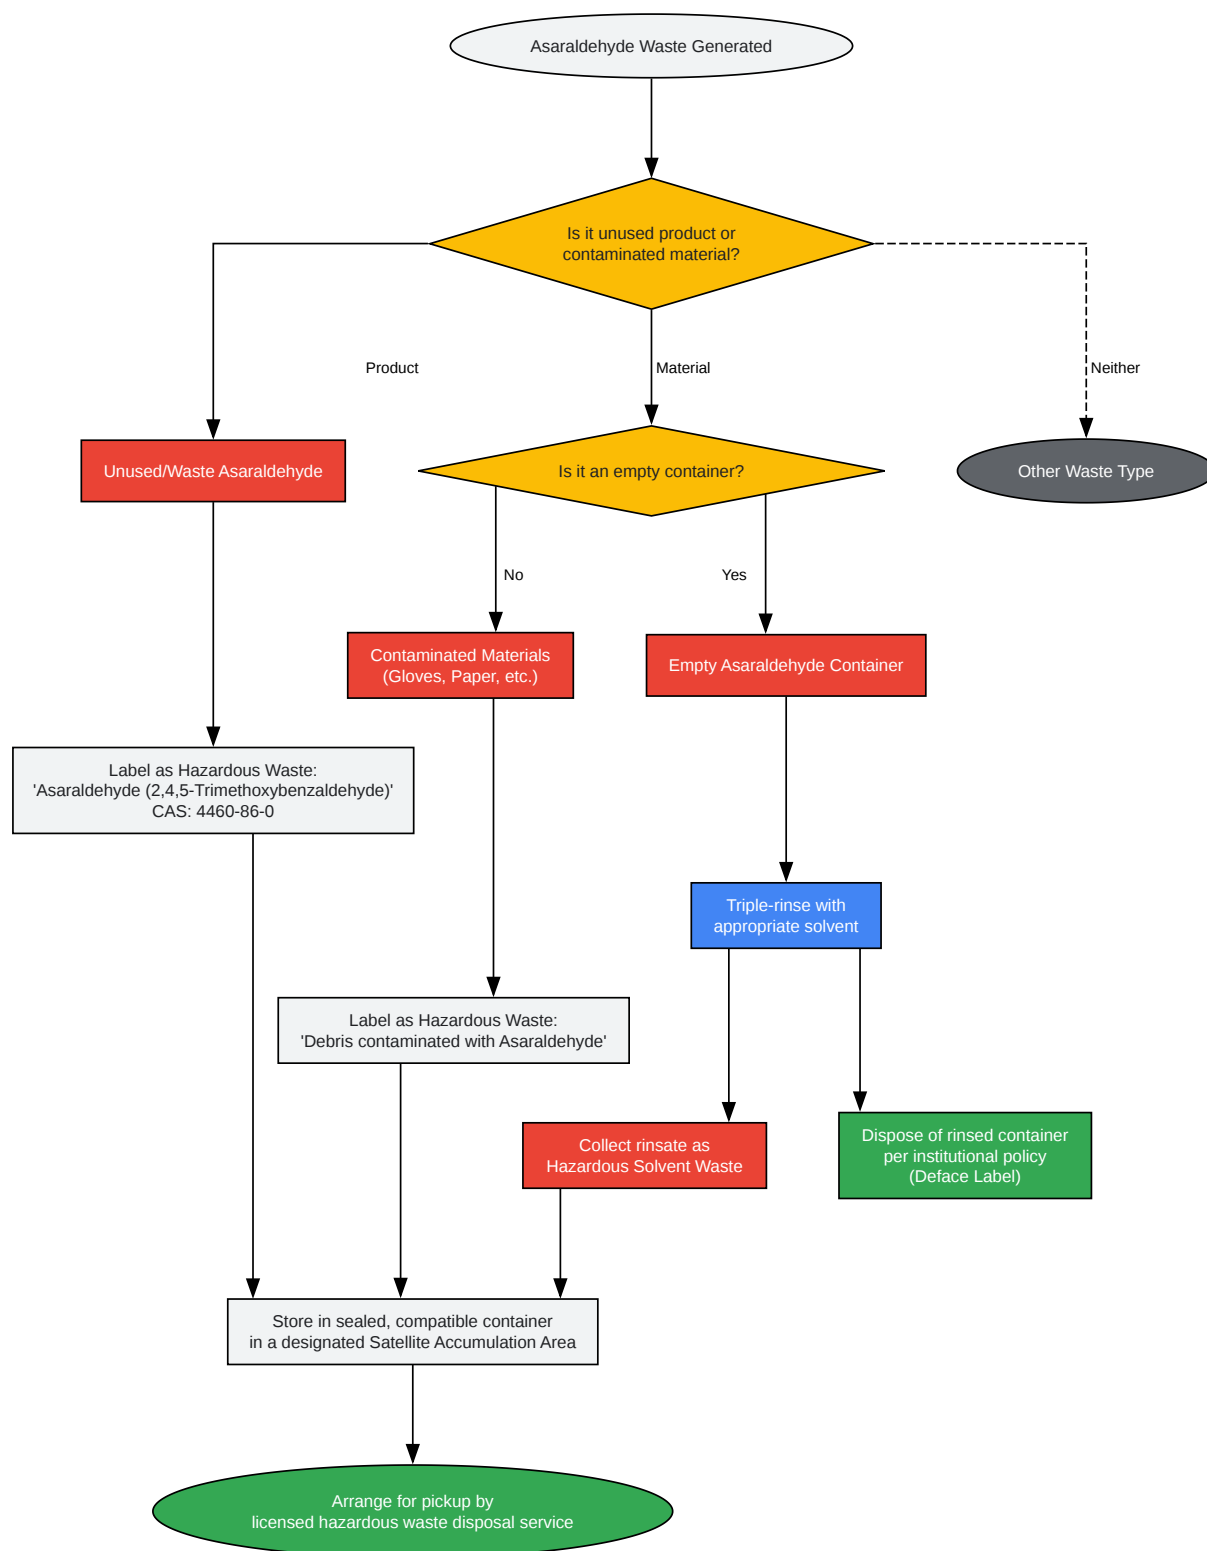 Asaraldehyde Waste Generated
Is it unused product or
contaminated material?
Product
Material
Neither
Unused/Waste Asaraldehyde
Is it an empty container?
Other Waste Type
No
Yes
Contaminated Materials
(Gloves, Paper, etc.)
Empty Asaraldehyde Container
Label as Hazardous Waste:
'Asaraldehyde (2,4,5-Trimethoxybenzaldehyde)'
CAS: 4460-86-0
Triple-rinse with
appropriate solvent
Label as Hazardous Waste:
'Debris contaminated with Asaraldehyde'
Collect rinsate as
Hazardous Solvent Waste
Dispose of rinsed container
per institutional policy
(Deface Label)
Store in sealed, compatible container
in a designated Satellite Accumulation Area
Arrange for pickup by
licensed hazardous waste disposal service